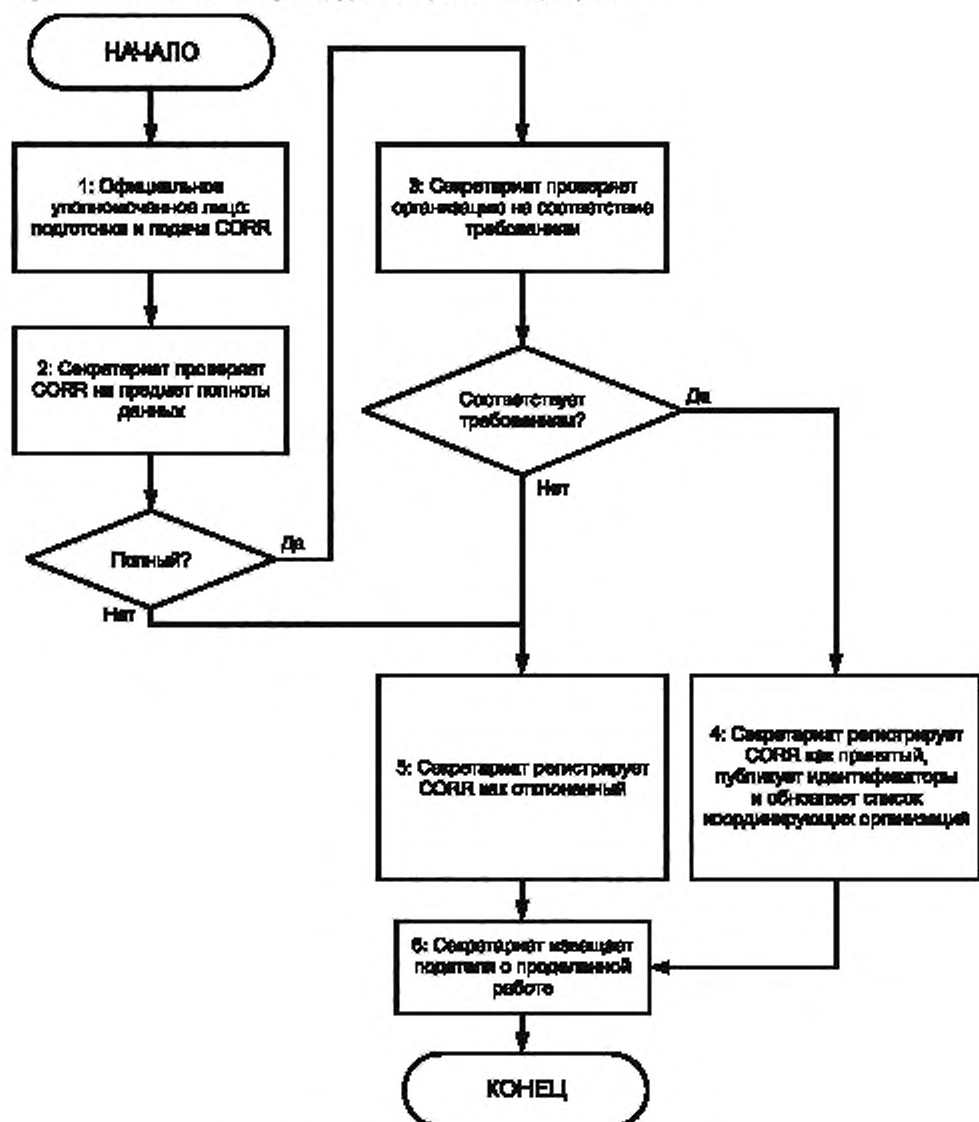 НАЧАЛО
1: Официальное
уполномоченное лицо:
подготовка и подача CORR
2: Секретариат проверяет
CORR на предмет полноты
данных
Полный?
Да
Нет
3: Секретариат проверяет
организацию на соответствие
требованиям
Соответствует
требованиям?
Да
Нет
5: Секретариат регистрирует
CORR как отклоненный
4: Секретариат регистрирует
CORR как принятый,
публикует идентификаторы
и обновляет список
координирующих организаций
6: Секретариат извещает
подателя о проделанной
работе
КОНЕЦ